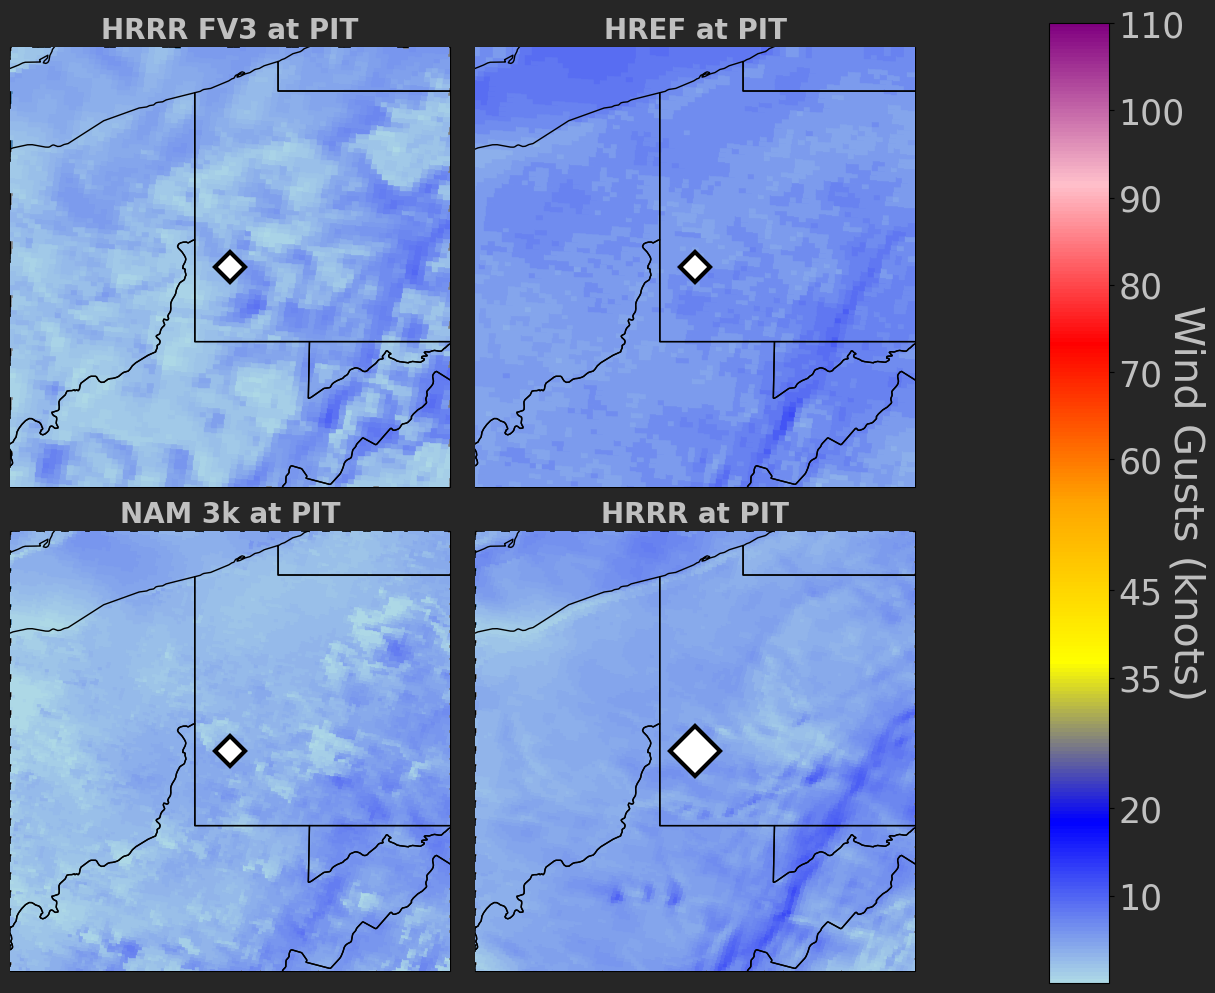 HRRR FV3 at PIT
HREF at PIT
NAM 3k at PIT
HRRR at PIT
110
100
90
80
70
60
45
35
20
10
Wind Gusts (knots)